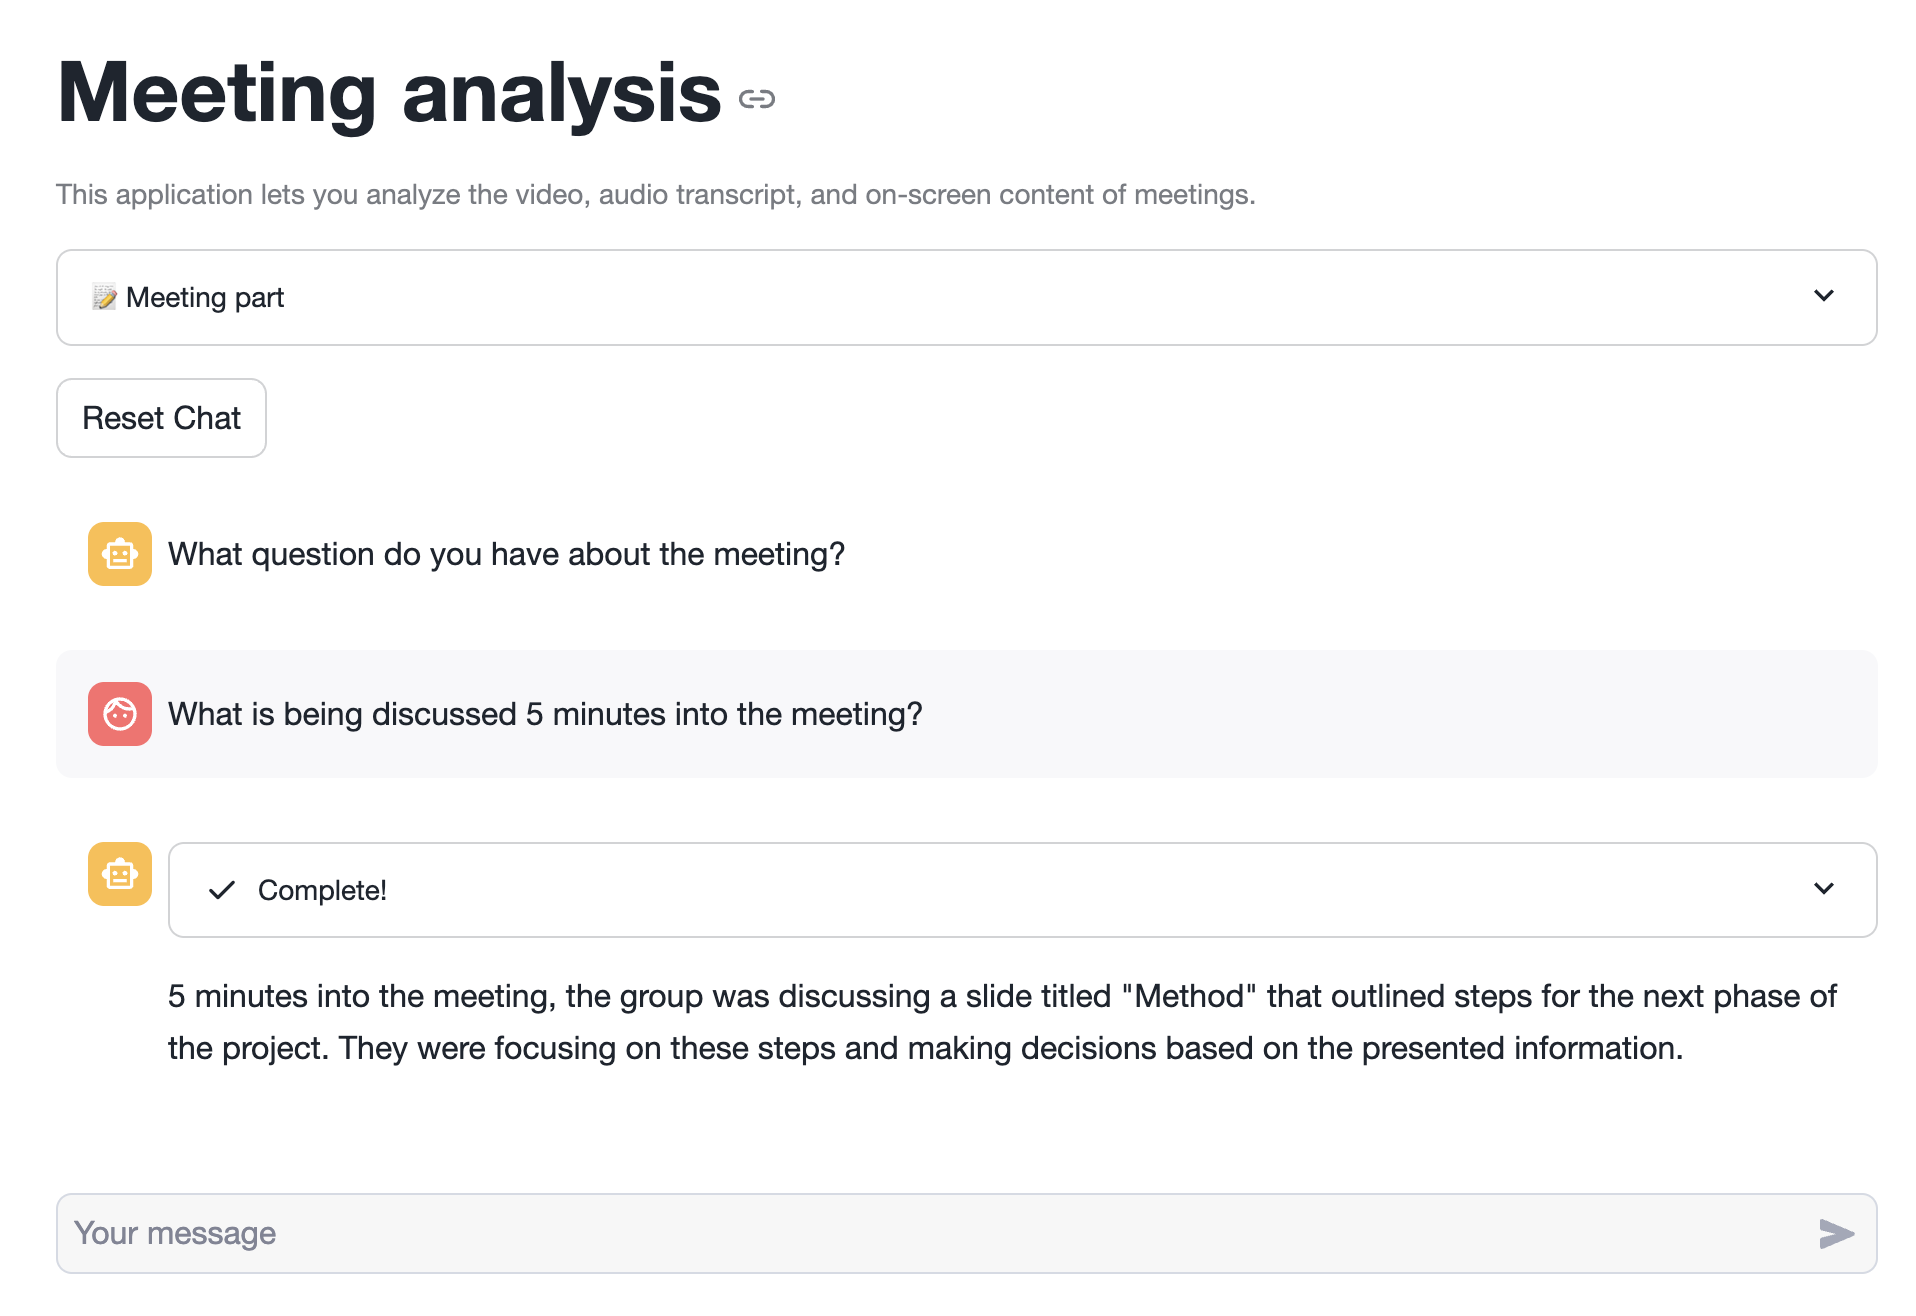 Meeting analysis
This application lets you analyze the video, audio transcript, and on-screen content of meetings.
Meeting part
Reset Chat
What question do you have about the meeting?
What is being discussed 5 minutes into the meeting?
Complete!
5 minutes into the meeting, the group was discussing a slide titled "Method" that outlined steps for the next phase of
the project. They were focusing on these steps and making decisions based on the presented information.
Your message